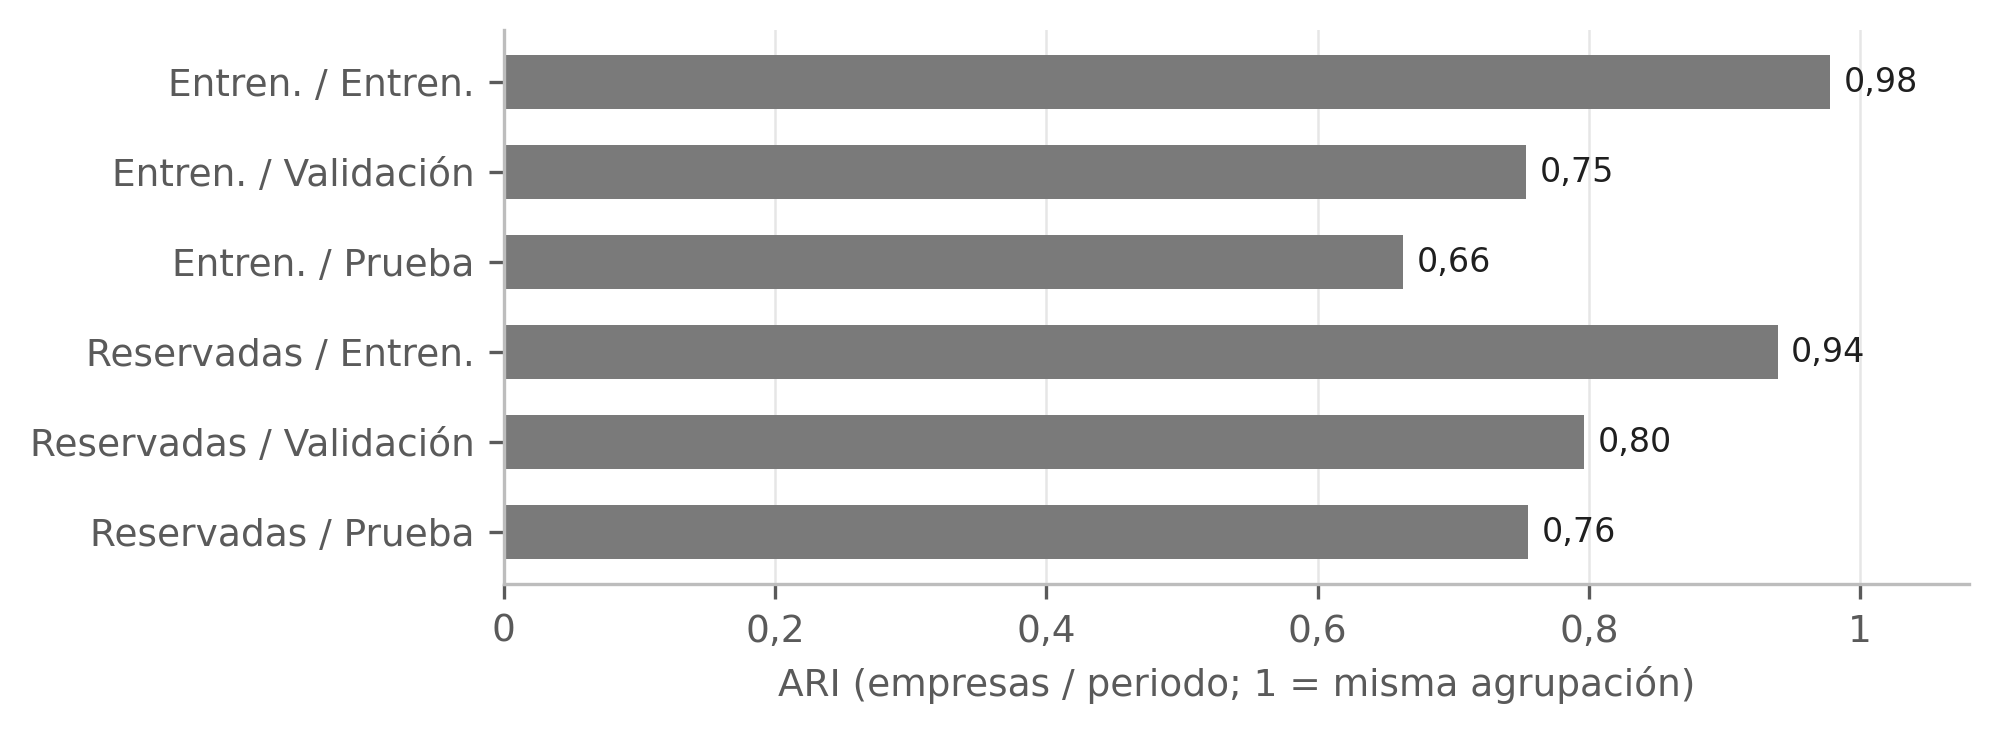 Entren. / Entren.
0,98
Entren. / Validación
0,75
Entren. / Prueba
0,66
Reservadas / Entren.
0,94
Reservadas / Validación
0,80
Reservadas / Prueba
0,76
0 0,2 0,4 0,6 0,8 1
ARI (empresas / periodo; 1 = misma agrupación)